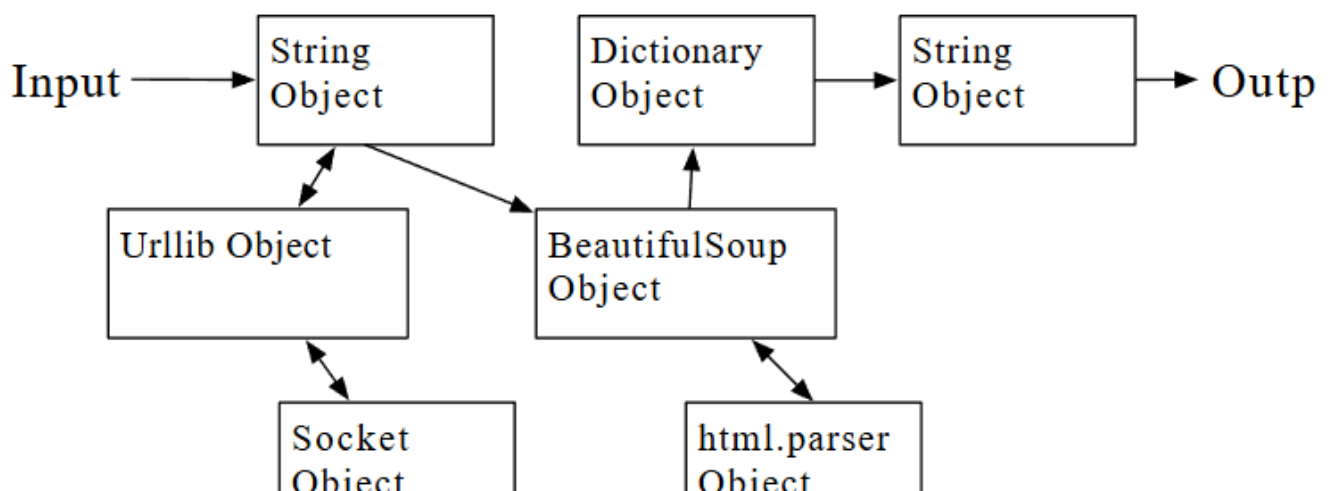 Input
String
Object
Dictionary
Object
String
Object
Outp
Urllib Object
BeautifulSoup
Object
Socket
Object
html.parser
Object